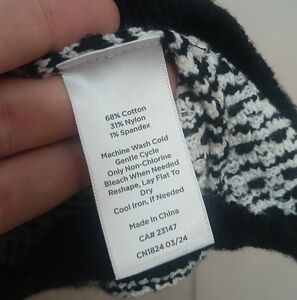 68% Cotton
31% Nylon
1% Spandex
Machine Wash Cold
Gentle Cycle
Only Non-Chlorine
Bleach When Needed
Reshape, Lay Flat To
Dry
Cool Iron, If Needed
Made in China
CA# 23147
CN1824 03/24